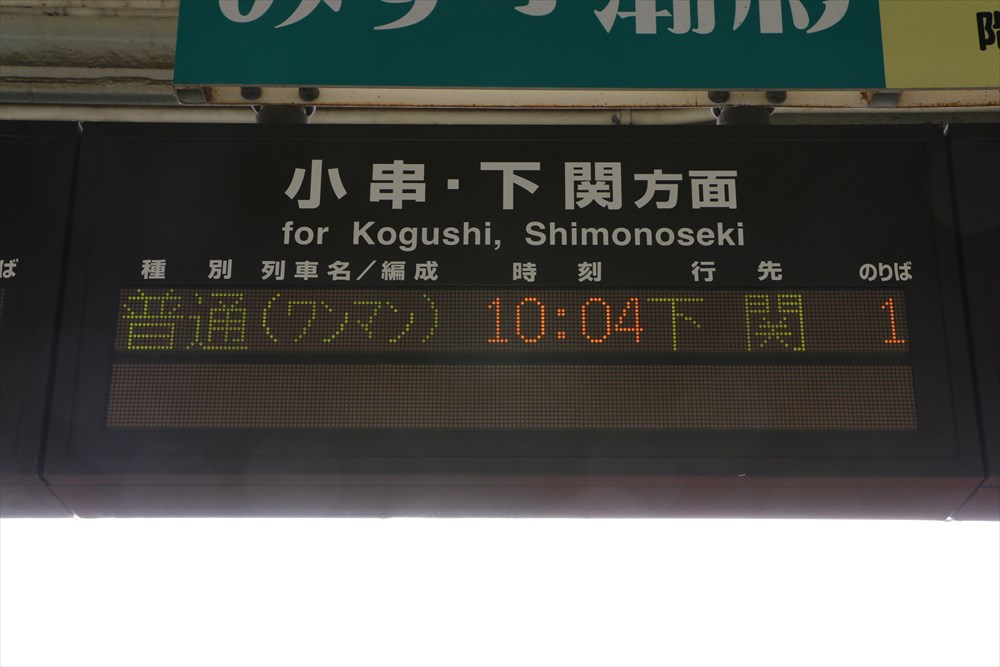 小串・下関方面
for Kogushi, Shimonoseki
種別 列車名／編成 時刻 行先 のりば
普通(ワンマン) 10:04 下関 1
ば